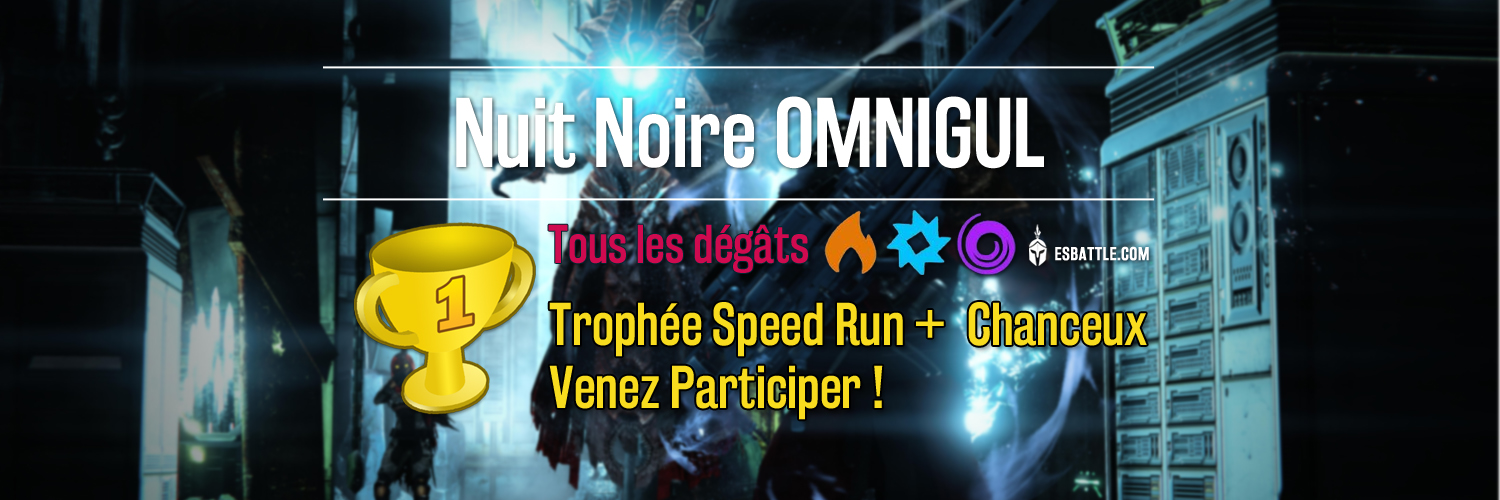 Nuit Noire OMNIGUL
Tous les dégâts
ESBATTLE.COM
1
Trophée Speed Run + Chanceux
Venez Participer !